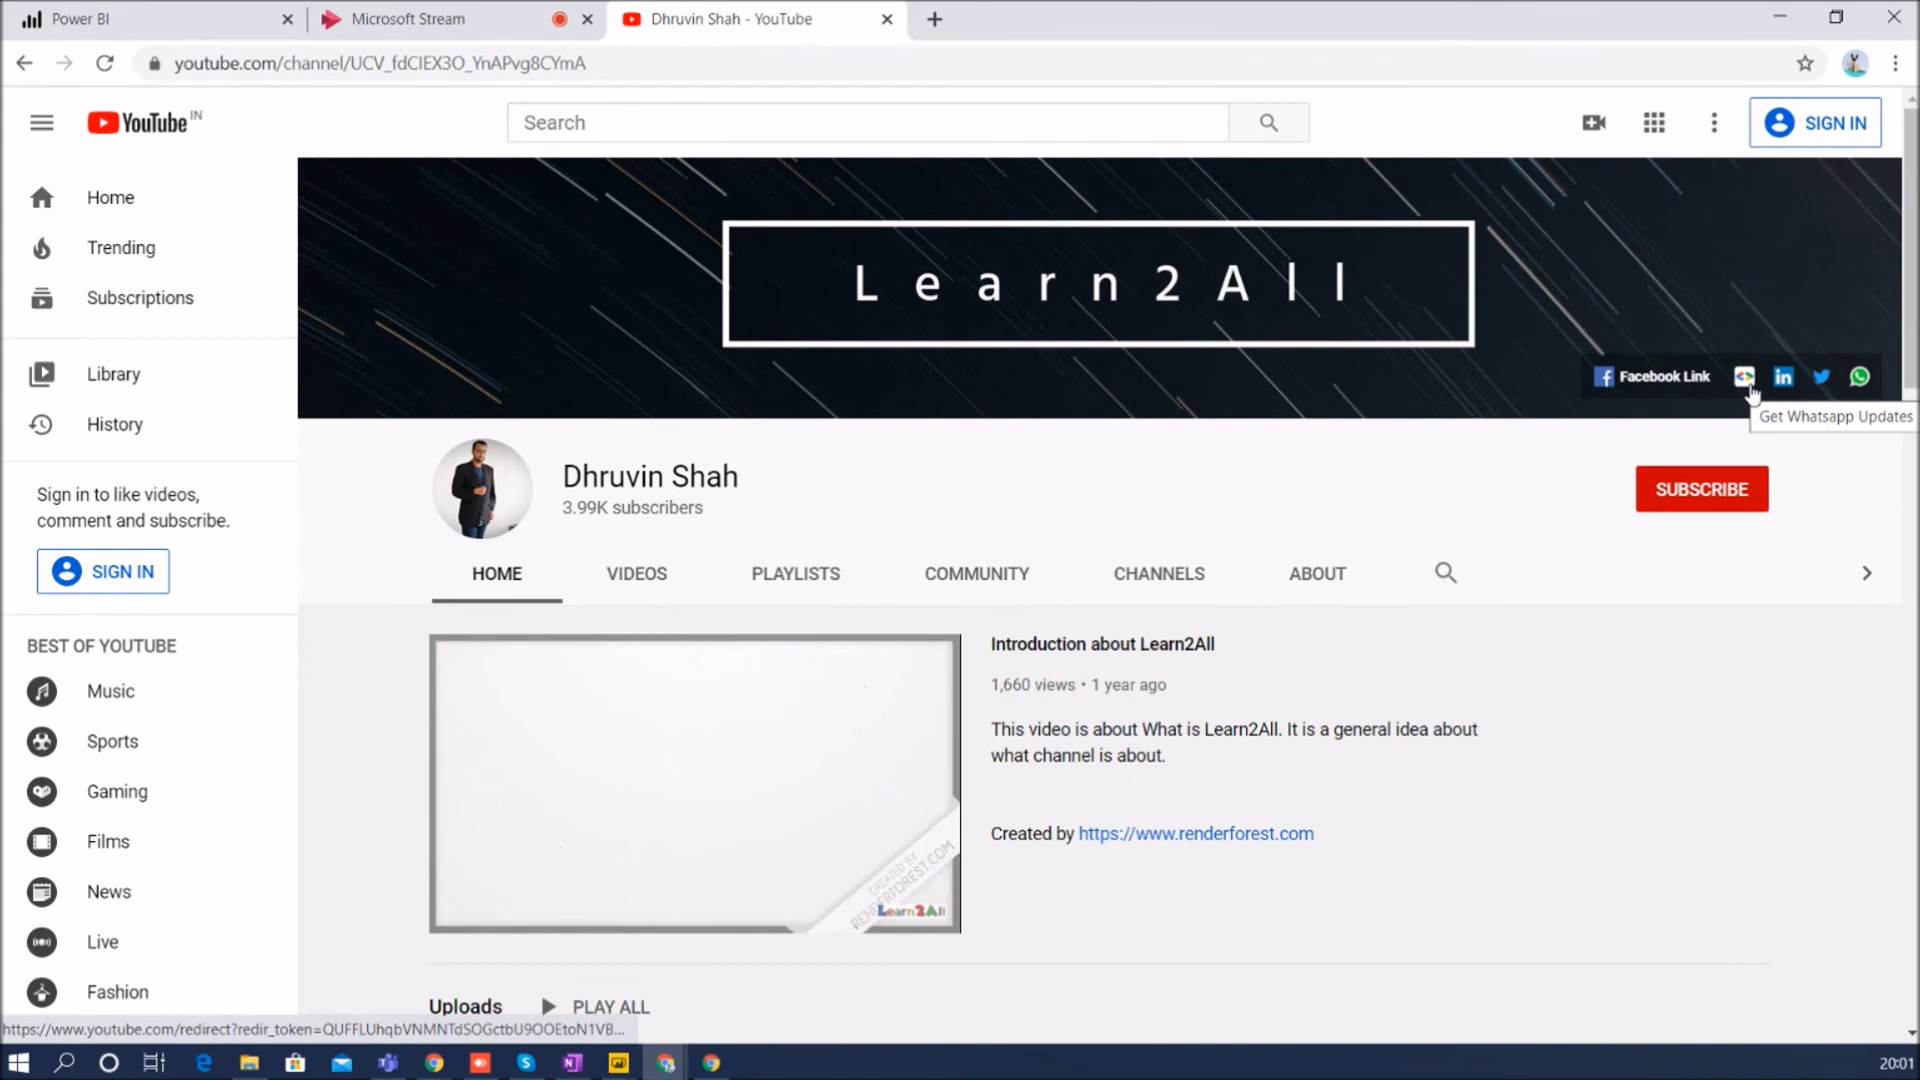 Power BI
Microsoft Stream
Dhruvin Shah - YouTube
youtube.com/channel/UCV_fdCIEX3O_YnAPvg8CYmA
YouTube IN
Search
SIGN IN
Home
Trending
Subscriptions
Library
History
Sign in to like videos,
comment and subscribe.
SIGN IN
BEST OF YOUTUBE
Music
Sports
Gaming
Films
News
Live
Fashion
Learn2All
Facebook Link
Get Whatsapp Updates
Dhruvin Shah
3.99K subscribers
SUBSCRIBE
HOME VIDEOS PLAYLISTS COMMUNITY CHANNELS ABOUT
CREATED BY
RENDERFOREST.COM
Learn2All
Introduction about Learn2All
1,660 views • 1 year ago
This video is about What is Learn2All. It is a general idea about
what channel is about.
Created by https://www.renderforest.com
Uploads PLAY ALL
https://www.youtube.com/redirect?redir_token=QUFFLUhqbVNMNTdSOGctbU9OOEtoN1VB...
20:01